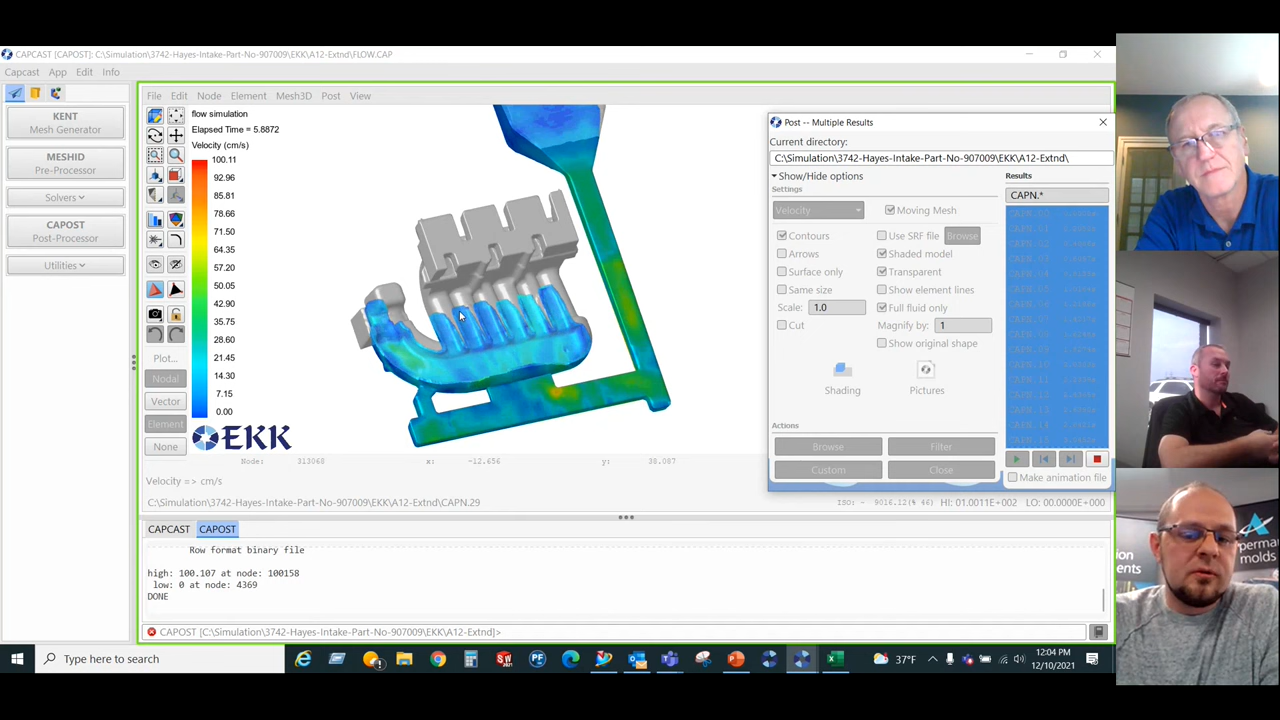 CAPCAST [CAPOST]: C:\Simulation\3742-Hayes-Intake-Part-No-907009\EKK\A12-Extnd\FLOW.CAP
Capcast App Edit Info
KENT
Mesh Generator
MESHID
Pre-Processor
Solvers
CAPOST
Post-Processor
Utilities
File Edit Node Element Mesh3D Post View
flow simulation
Elapsed Time = 5.8872
Velocity (cm/s)
100.11
92.96
85.81
78.66
71.50
64.35
57.20
50.05
42.90
35.75
28.60
21.45
14.30
7.15
0.00
EKK
Plot...
Nodal
Vector
Element
None
Node: 313068 x: -12.656 y: 38.087
Velocity => cm/s
C:\Simulation\3742-Hayes-Intake-Part-No-907009\EKK\A12-Extnd\CAPN.29
ISO: - 9016.12(% 46) HI: 01.0011E+002 LO: 00.0000E+000
Post -- Multiple Results
Current directory:
C:\Simulation\3742-Hayes-Intake-Part-No-907009\EKK\A12-Extnd\
Show/Hide options
Settings
Velocity
Moving Mesh
Contours
Use SRF file Browse
Arrows
Shaded model
Surface only
Transparent
Same size
Show element lines
Scale: 1.0
Full fluid only
Cut
Magnify by: 1
Show original shape
Shading
Pictures
Actions
Browse
Filter
Custom
Close
Results
CAPN.*
Make animation file
CAPCAST CAPOST
Row format binary file
high: 100.107 at node: 100158
low: 0 at node: 4369
DONE
CAPOST [C:\Simulation\3742-Hayes-Intake-Part-No-907009\EKK\A12-Extnd]>
Type here to search
37°F
12:04 PM
12/10/2021
permar
molds